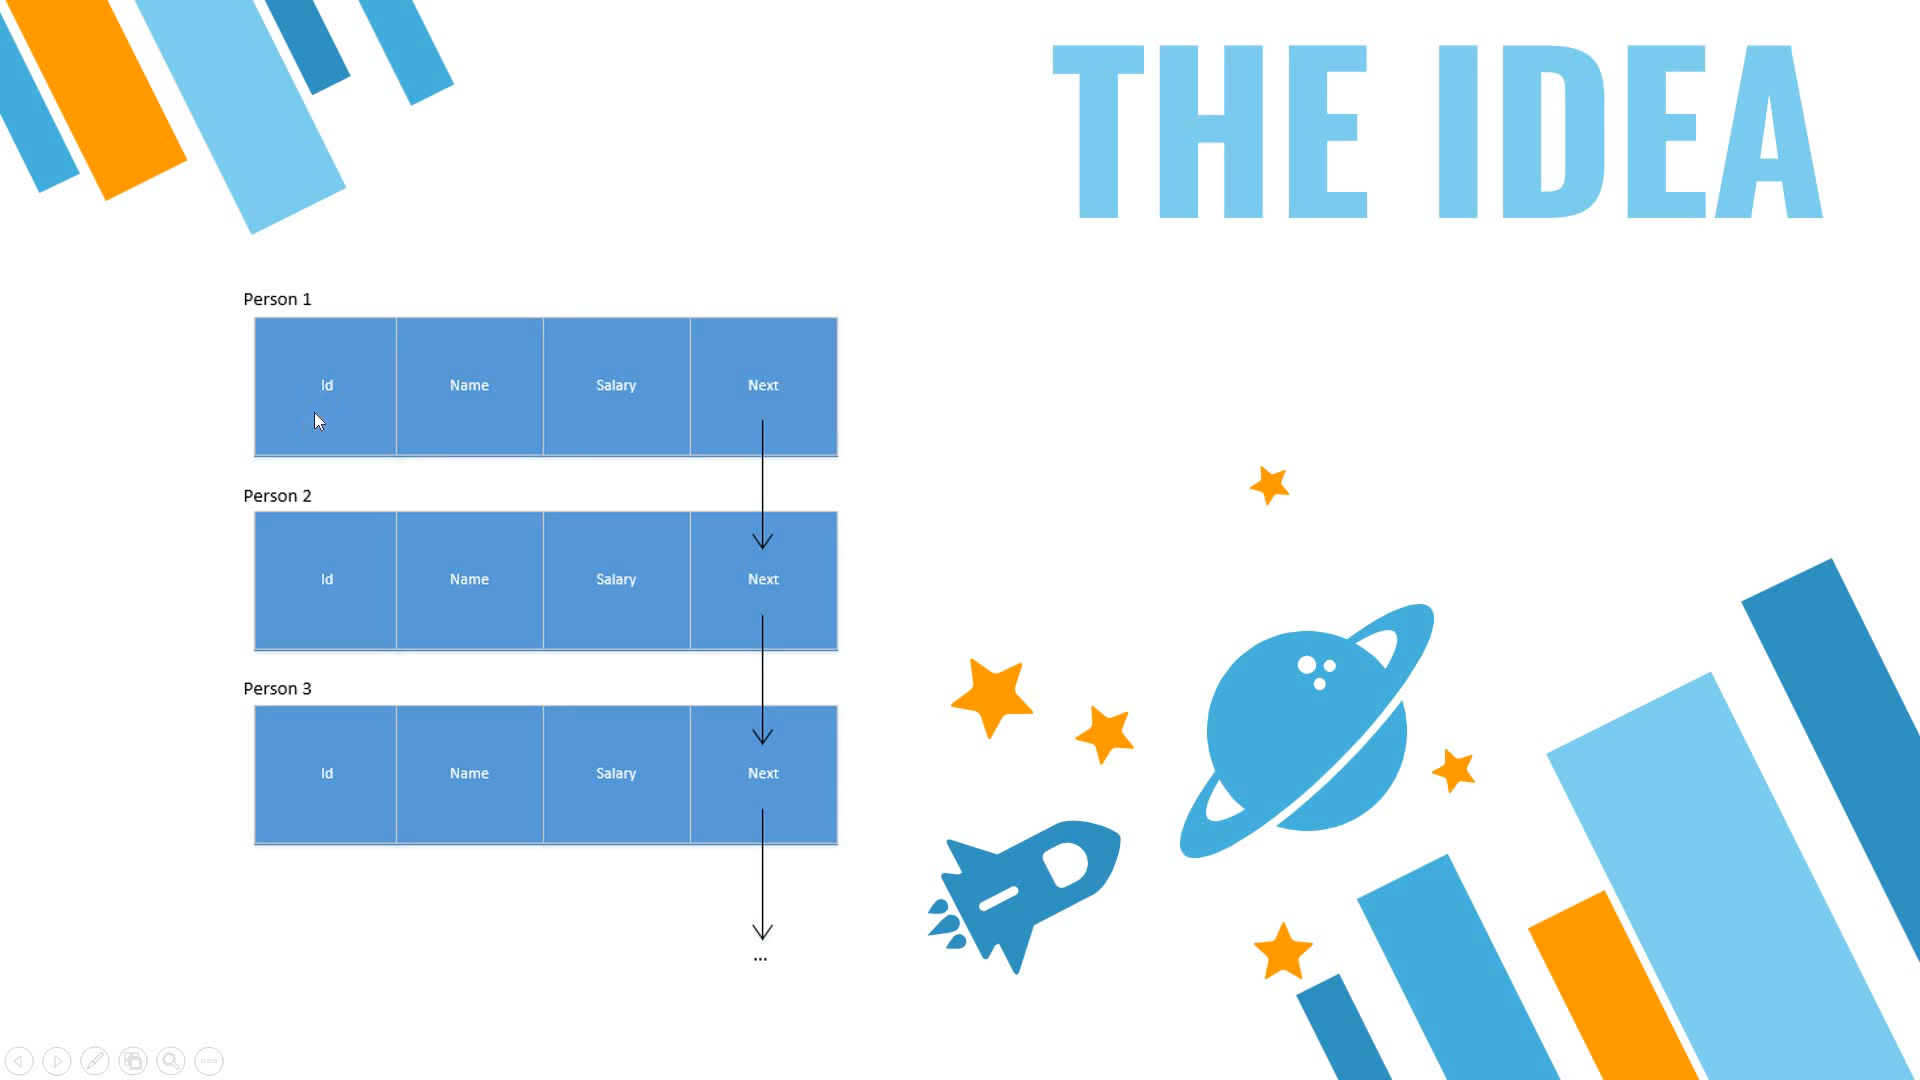 THE IDEA
Person 1
Id Name Salary Next
Person 2
Id Name Salary Next
Person 3
Id Name Salary Next
...